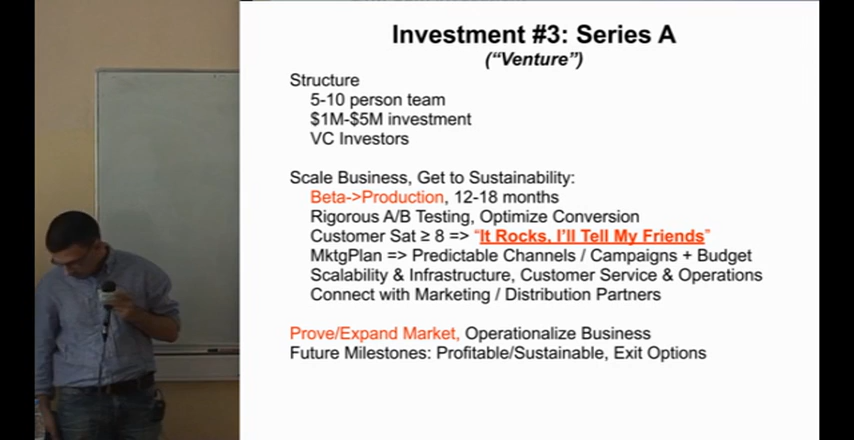 Investment #3: Series A
(“Venture”)
Structure
5-10 person team
$1M-$5M investment
VC Investors
Scale Business, Get to Sustainability:
Beta->Production, 12-18 months
Rigorous A/B Testing, Optimize Conversion
Customer Sat ≥ 8 => “It Rocks, I’ll Tell My Friends”
MktgPlan => Predictable Channels / Campaigns + Budget
Scalability & Infrastructure, Customer Service & Operations
Connect with Marketing / Distribution Partners
Prove/Expand Market, Operationalize Business
Future Milestones: Profitable/Sustainable, Exit Options